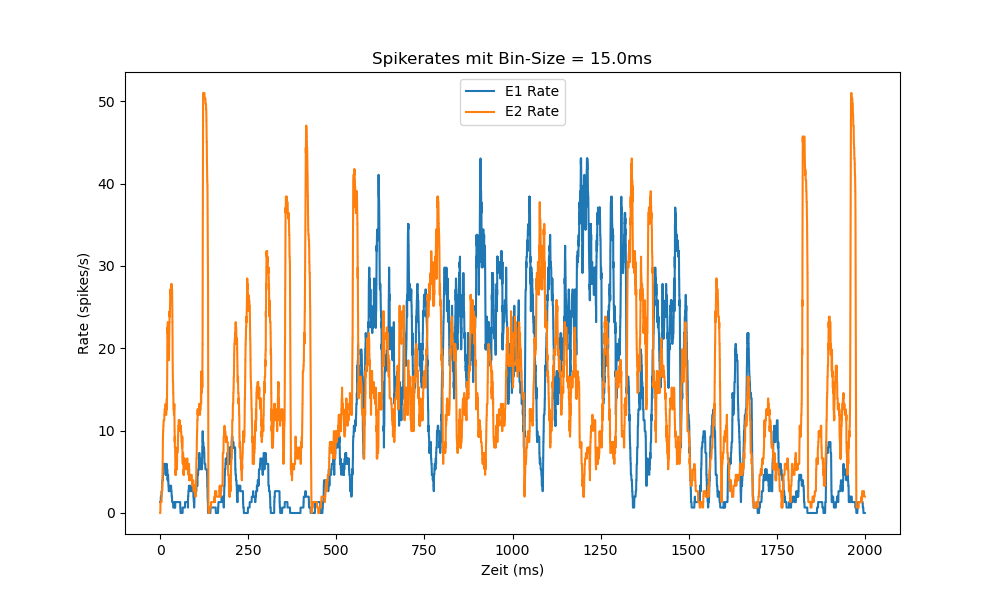 Spikerates mit Bin-Size = 15.0ms
E1 Rate
E2 Rate
Rate (spikes/s)
50
40
30
20
10
0
0 250 500 750 1000 1250 1500 1750 2000
Zeit (ms)